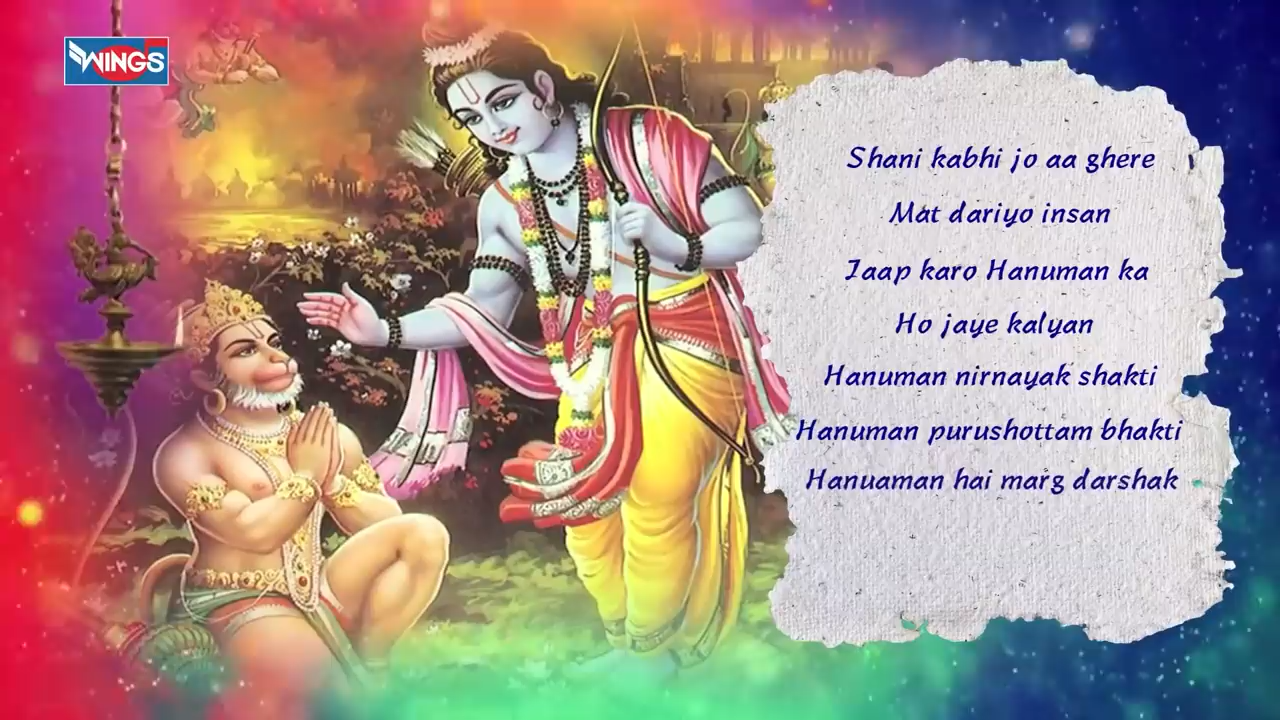 WINGS
Shani kabhi jo aa ghere
Mat dariyo insan
Jaap karo Hanuman ka
Ho jaye kalyan
Hanuman nirnayak shakti
Hanuman purushottam bhakti
Hanuaman hai marg darshak